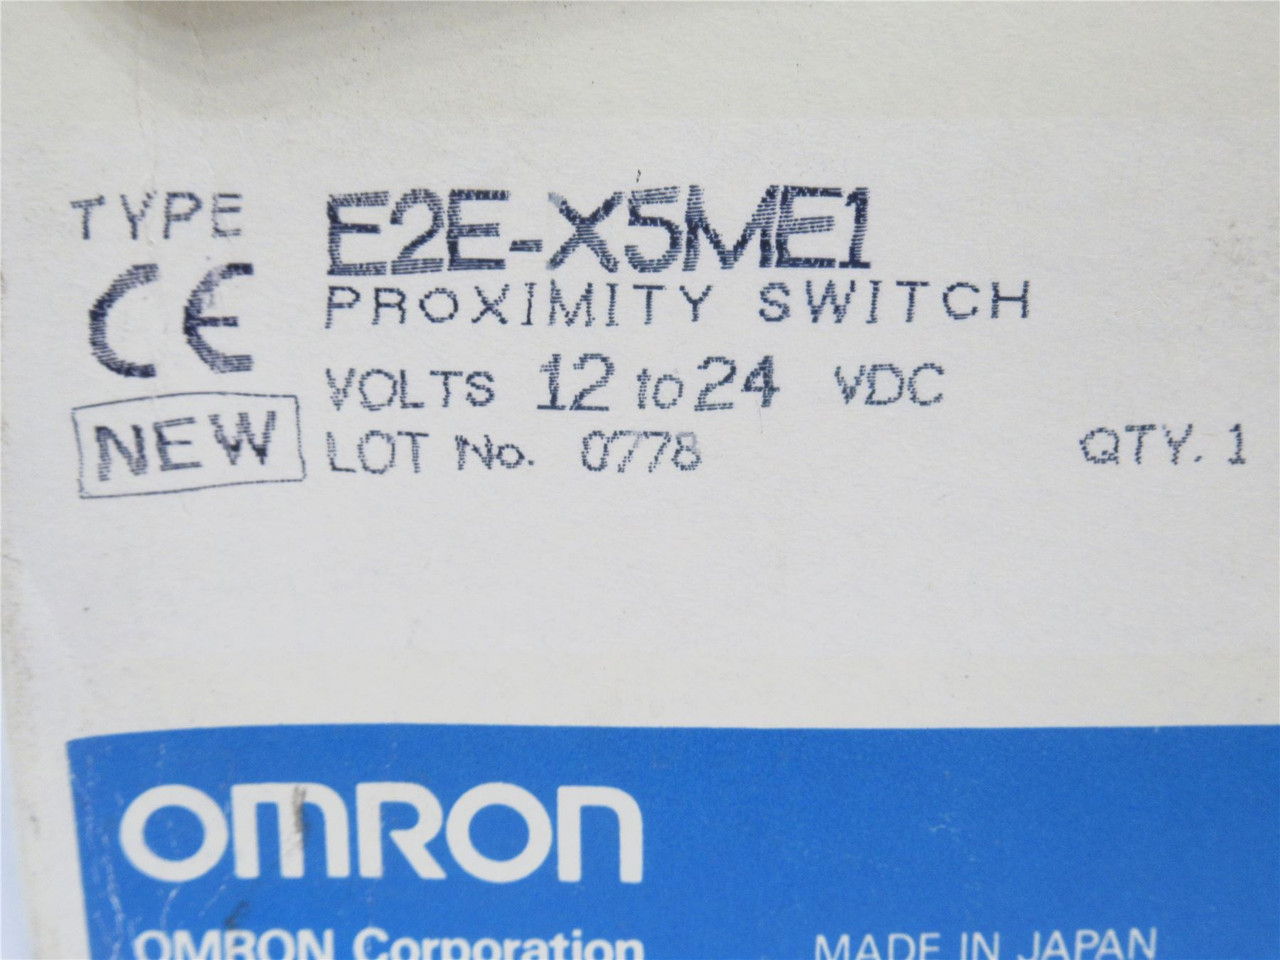 TYPE E2E-X5ME1
CE PROXIMITY SWITCH
VOLTS 12 to 24 VDC
NEW LOT No. 0778 QTY. 1
OMRON
OMRON Corporation MADE IN JAPAN